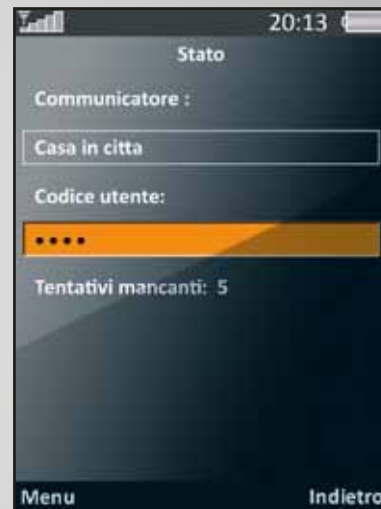 20:13
Stato
Communicatore :
Casa in citta
Codice utente:
••••
Tentativi mancanti: 5
Menu Indietro